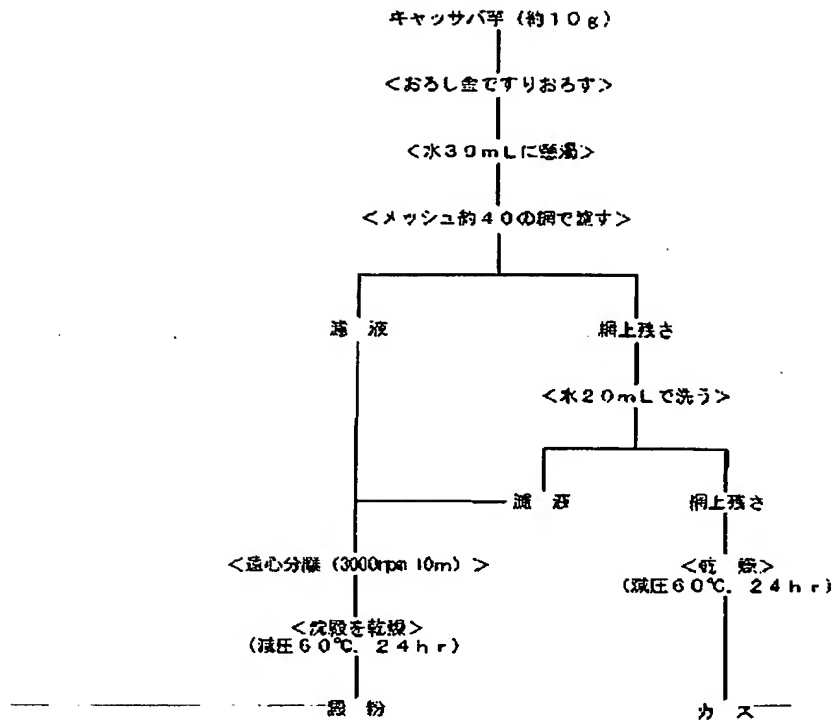 キャッサバ芋 (約10g)
<おろし金ですりおろす>
<水30mLに懸濁>
<メッシュ約40の網で濾す>
濾 液
網上残さ
<水20mLで洗う>
濾 液
網上残さ
<遠心分離 (3000rpm 10m) >
<乾 燥>
(減圧60℃. 24hr)
<沈殿を乾燥>
(減圧60℃. 24hr)
澱 粉
カ ス